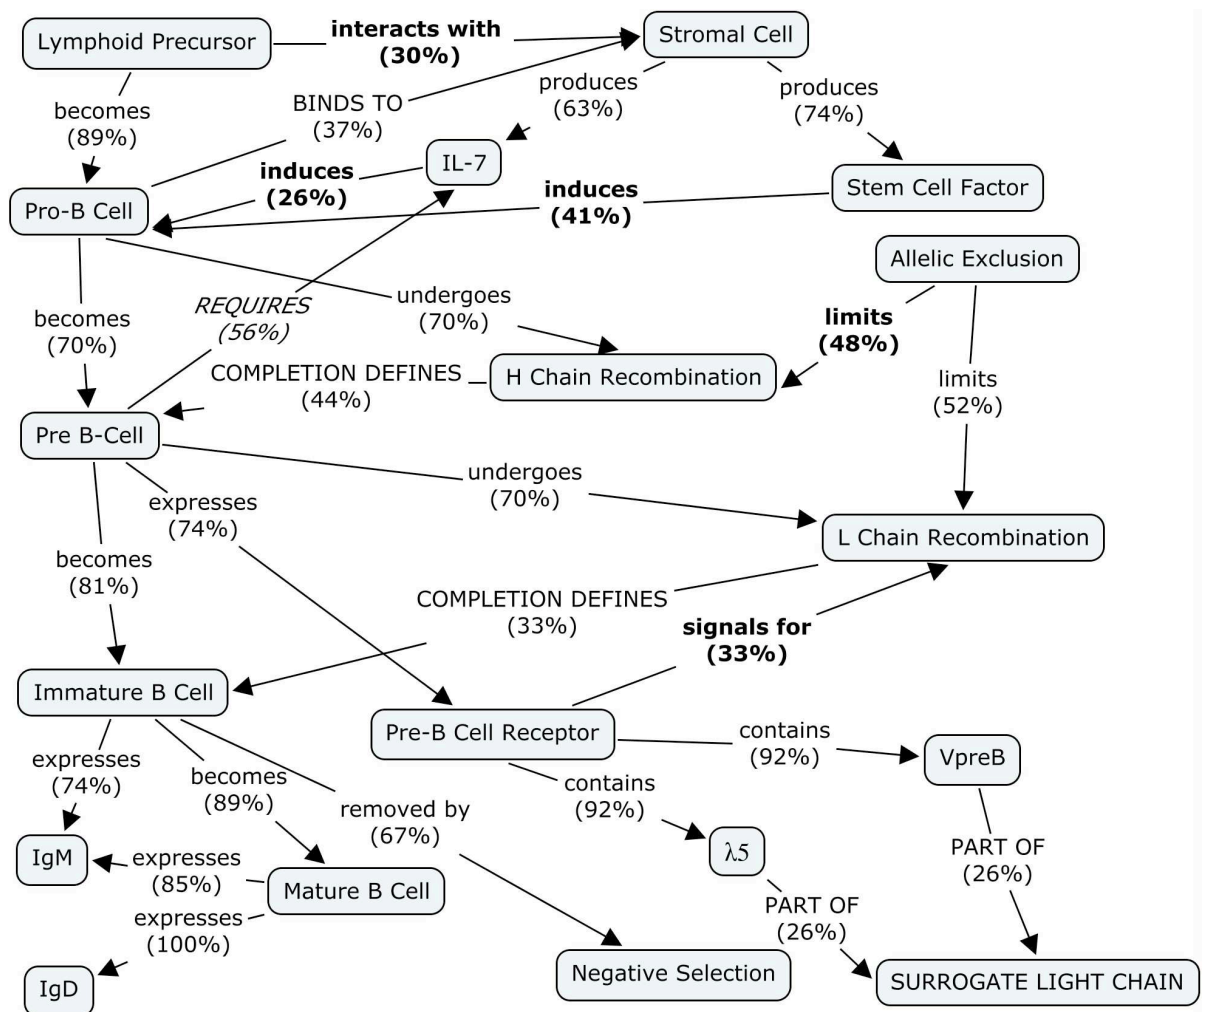 Lymphoid Precursor
interacts with
(30%)
Stromal Cell
becomes
(89%)
BINDS TO
(37%)
produces
(63%)
produces
(74%)
IL-7
induces
(26%)
induces
(41%)
Stem Cell Factor
Pro-B Cell
Allelic Exclusion
becomes
(70%)
REQUIRES
(56%)
undergoes
(70%)
limits
(48%)
COMPLETION DEFINES
(44%)
H Chain Recombination
limits
(52%)
Pre B-Cell
expresses
(74%)
undergoes
(70%)
L Chain Recombination
becomes
(81%)
COMPLETION DEFINES
(33%)
signals for
(33%)
Immature B Cell
Pre-B Cell Receptor
contains
(92%)
VpreB
expresses
(74%)
becomes
(89%)
removed by
(67%)
contains
(92%)
IgM
expresses
(85%)
Mature B Cell
λ5
PART OF
(26%)
PART OF
(26%)
expresses
(100%)
IgD
Negative Selection
SURROGATE LIGHT CHAIN